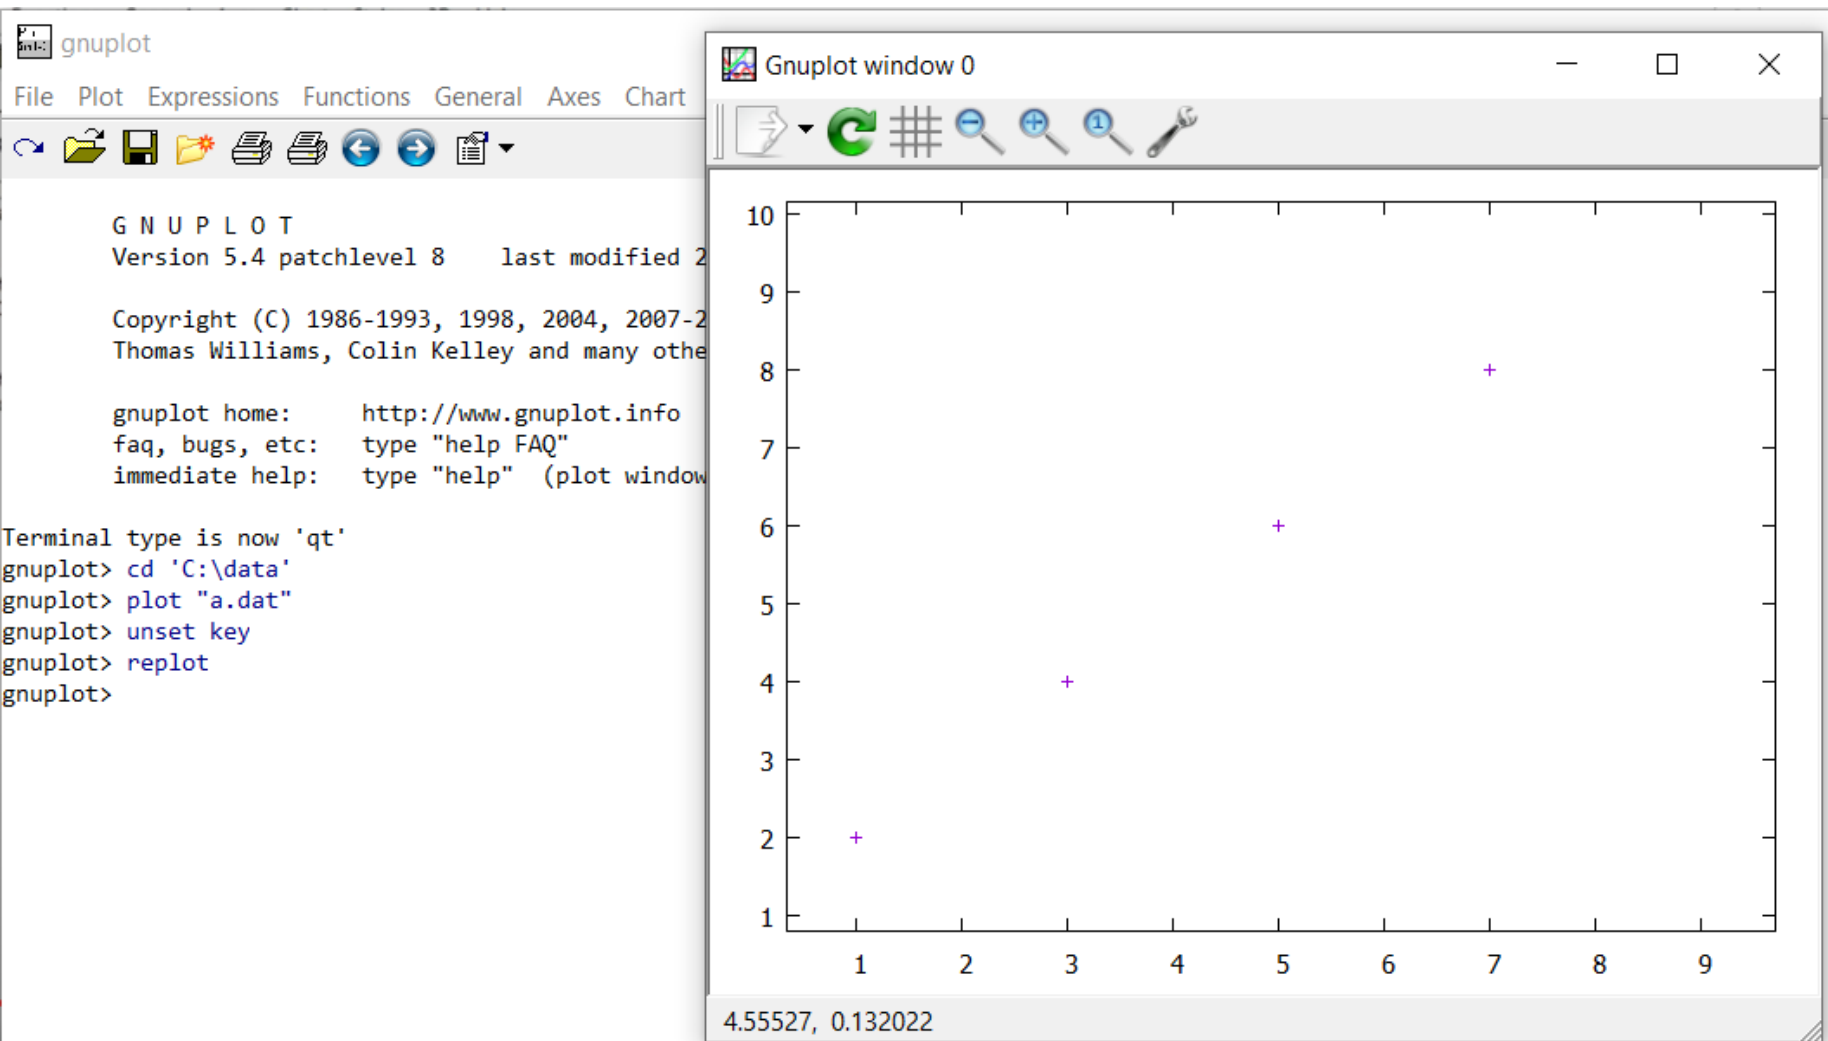 gnuplot
File Plot Expressions Functions General Axes Chart
G N U P L O T
Version 5.4 patchlevel 8 last modified 2
Copyright (C) 1986-1993, 1998, 2004, 2007-2
Thomas Williams, Colin Kelley and many othe
gnuplot home: http://www.gnuplot.info
faq, bugs, etc: type "help FAQ"
immediate help: type "help" (plot window
Terminal type is now 'qt'
gnuplot> cd 'C:\data'
gnuplot> plot "a.dat"
gnuplot> unset key
gnuplot> replot
gnuplot>
Gnuplot window 0
10
9
8
7
6
5
4
3
2
1
1 2 3 4 5 6 7 8 9
4.55527, 0.132022